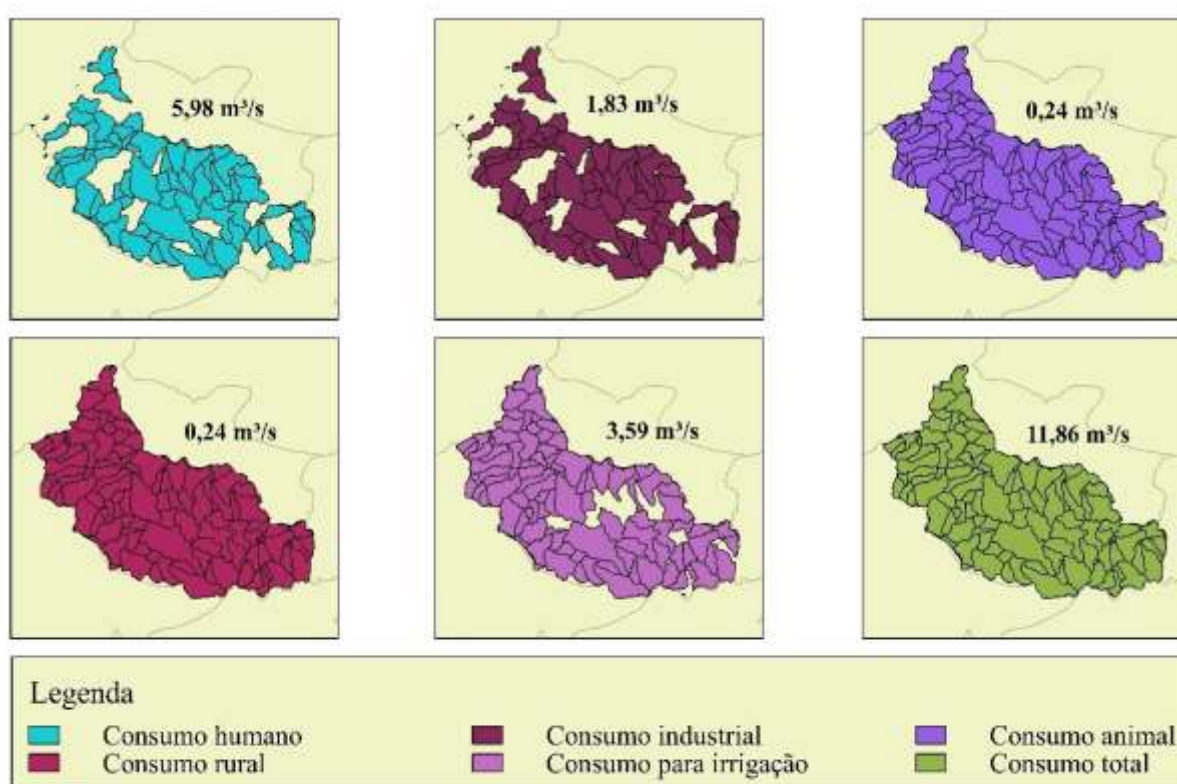 5,98 m³/s
1,83 m³/s
0,24 m³/s
0,24 m³/s
3,59 m³/s
11,86 m³/s
Legenda
Consumo humano
Consumo industrial
Consumo animal
Consumo rural
Consumo para irrigação
Consumo total